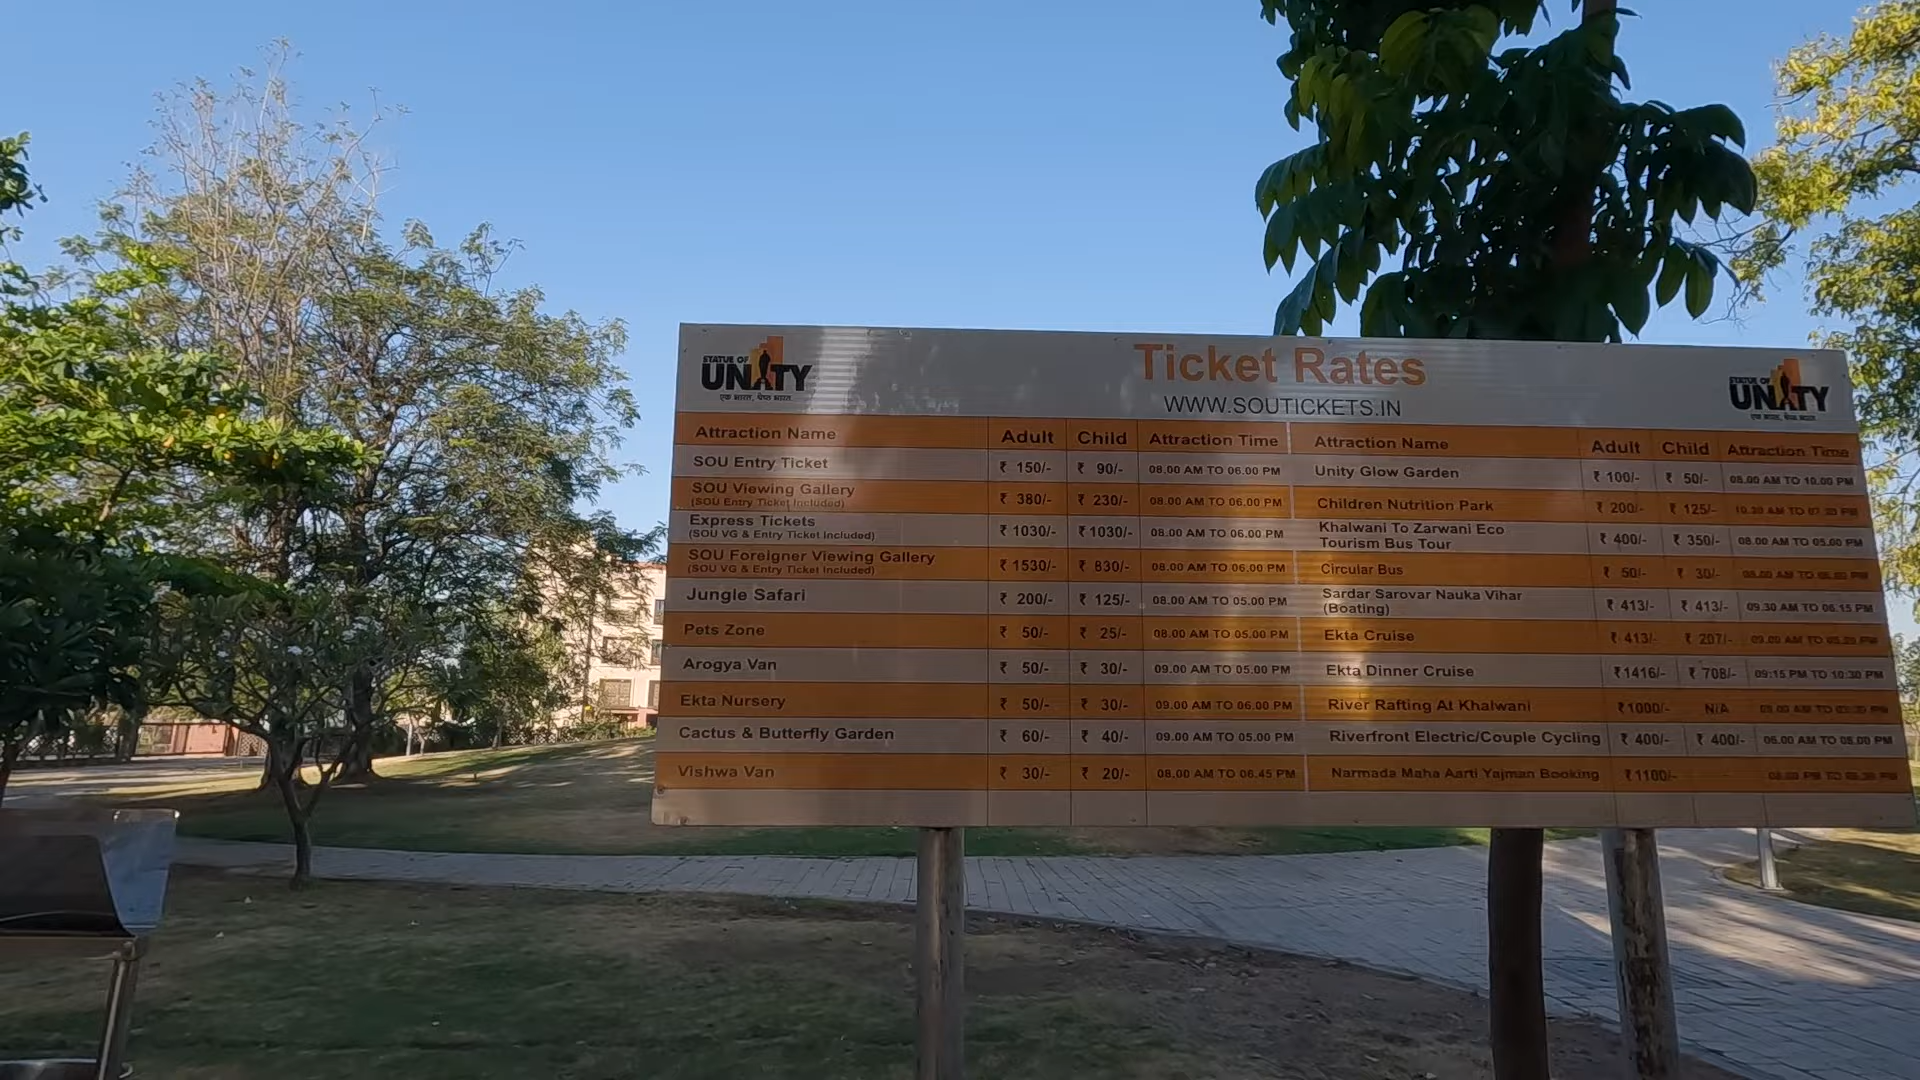 STATUE OF
UNITY
एक भारत, श्रेष्ठ भारत
Ticket Rates
WWW.SOUTICKETS.IN
STATUE OF
UNITY
एक भारत, श्रेष्ठ भारत
Attraction Name Adult Child Attraction Time
SOU Entry Ticket ₹ 150/- ₹ 90/- 08.00 AM TO 06.00 PM
SOU Viewing Gallery ₹ 380/- ₹ 230/- 08.00 AM TO 06.00 PM
(SOU Entry Ticket Included)
Express Tickets ₹ 1030/- ₹ 1030/- 08.00 AM TO 06.00 PM
(SOU VG & Entry Ticket Included)
SOU Foreigner Viewing Gallery ₹ 1530/- ₹ 830/- 08.00 AM TO 06.00 PM
(SOU VG & Entry Ticket Included)
Jungle Safari ₹ 200/- ₹ 125/- 08.00 AM TO 05.00 PM
Pets Zone ₹ 50/- ₹ 25/- 08.00 AM TO 05.00 PM
Arogya Van ₹ 50/- ₹ 30/- 09.00 AM TO 05.00 PM
Ekta Nursery ₹ 50/- ₹ 30/- 09.00 AM TO 06.00 PM
Cactus & Butterfly Garden ₹ 60/- ₹ 40/- 09.00 AM TO 05.00 PM
Vishwa Van ₹ 30/- ₹ 20/- 08.00 AM TO 06.45 PM
Attraction Name Adult Child Attraction Time
Unity Glow Garden ₹ 100/- ₹ 50/- 08.00 AM TO 10.00 PM
Children Nutrition Park ₹ 200/- ₹ 125/- 10.30 AM TO
Khalwani To Zarwani Eco
Tourism Bus Tour ₹ 400/- ₹ 350/- 08.00 AM TO 05.00 PM
Circular Bus ₹ 50/- ₹ 30/-
Sardar Sarovar Nauka Vihar
(Boating) ₹ 413/- ₹ 413/- 09.30 AM TO 06.15 PM
Ekta Cruise ₹ 413/- ₹ 207/-
Ekta Dinner Cruise ₹1416/- ₹ 708/- 09:15 PM TO 10:30 PM
River Rafting At Khalwani ₹1000/- N/A
Riverfront Electric/Couple Cycling ₹ 400/- ₹ 400/-
Narmada Maha Aarti Yajman Booking ₹1100/-